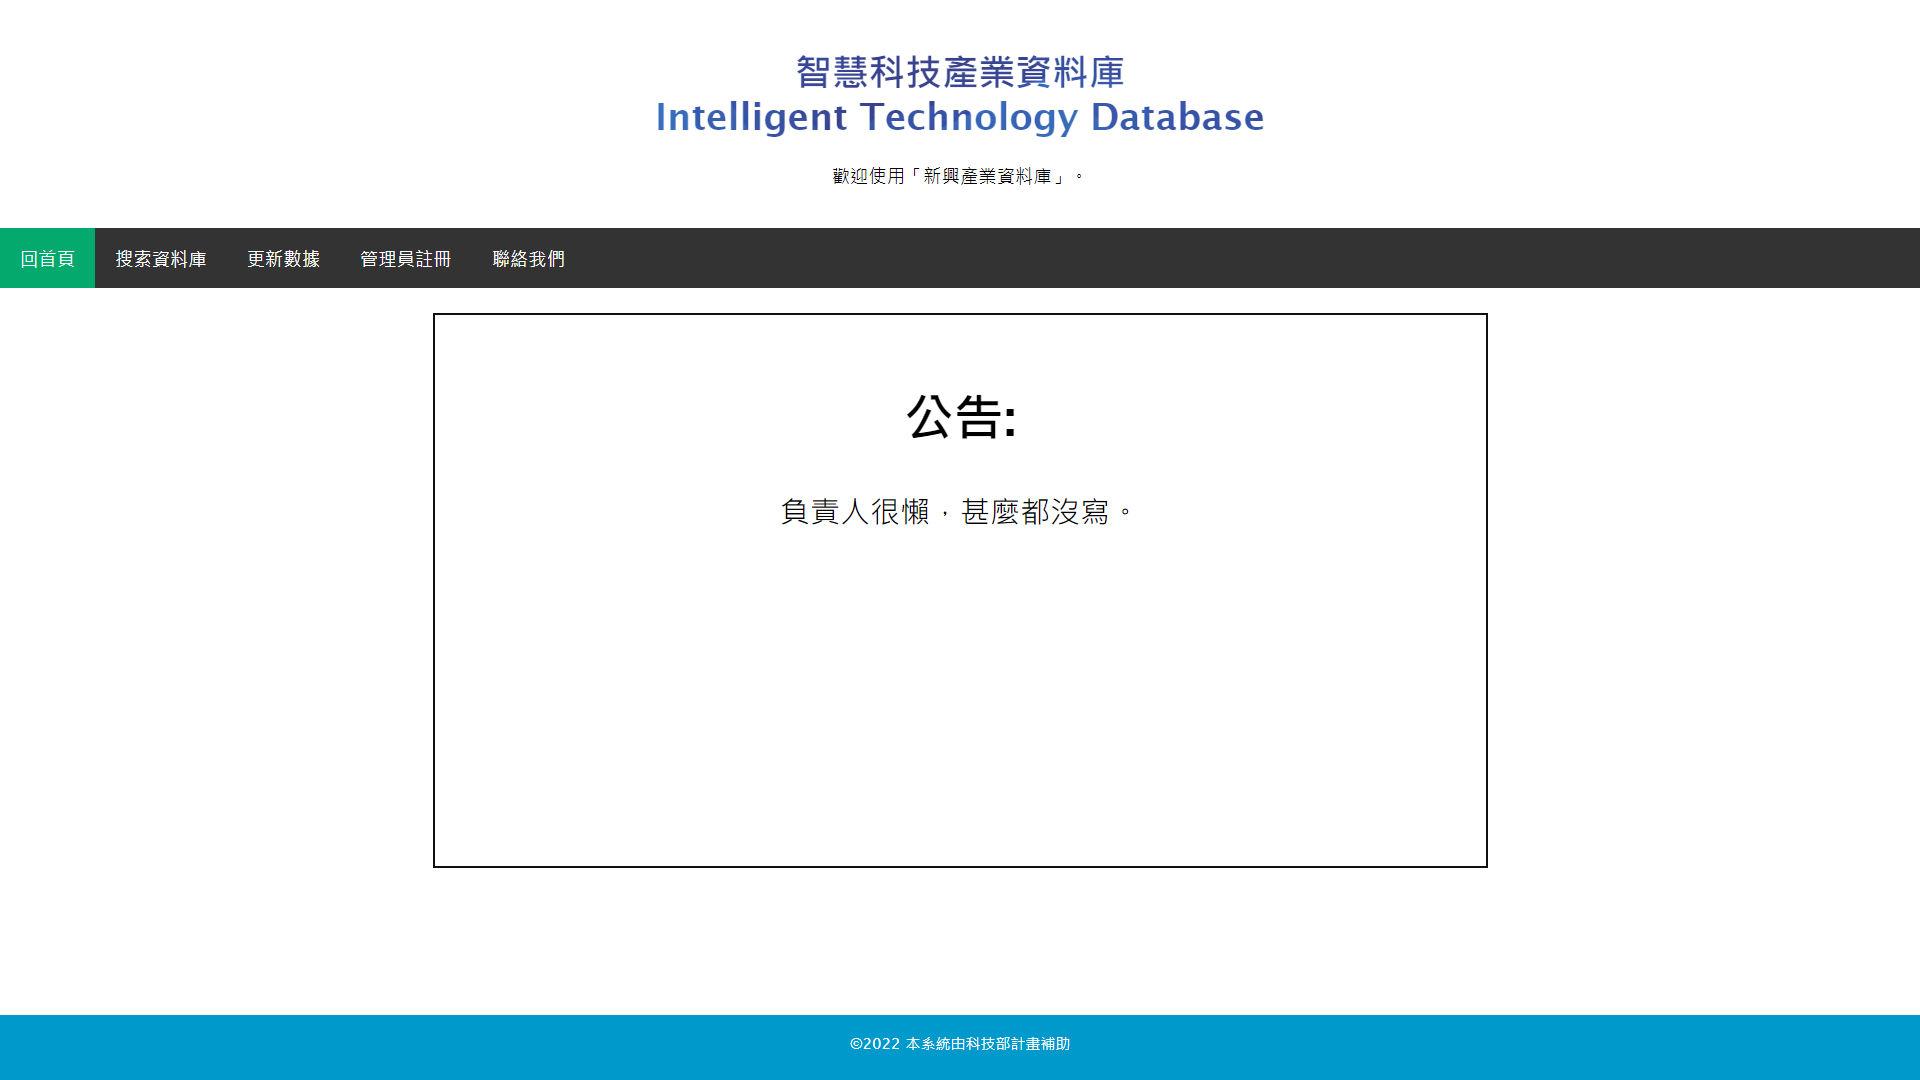 智慧科技產業資料庫
Intelligent Technology Database
歡迎使用「新興產業資料庫」。
回首頁 搜索資料庫 更新數據 管理員註冊 聯絡我們
公告:
負責人很懶，甚麼都沒寫。
©2022 本系統由科技部計畫補助